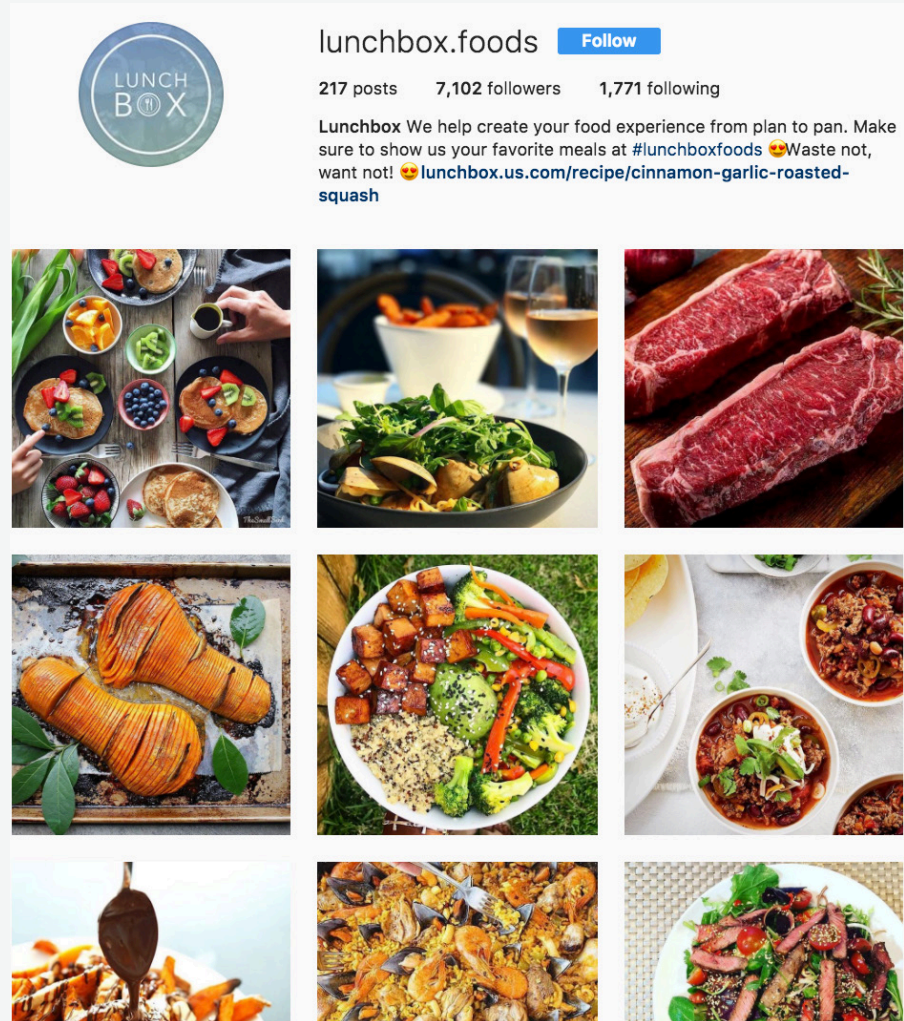 LUNCH
BOX
lunchbox.foods Follow
217 posts 7,102 followers 1,771 following
Lunchbox We help create your food experience from plan to pan. Make
sure to show us your favorite meals at #lunchboxfoods 😍Waste not,
want not! 😍lunchbox.us.com/recipe/cinnamon-garlic-roasted-
squash